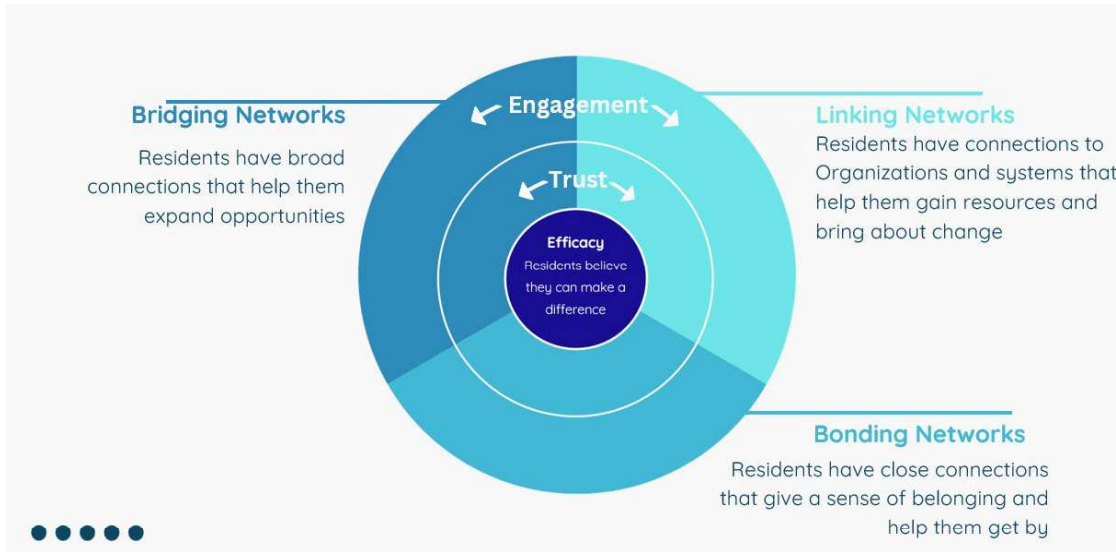 Engagement
Trust
Efficacy
Residents believe
they can make a
difference
Bridging Networks
Residents have broad
connections that help them
expand opportunities
Linking Networks
Residents have connections to
Organizations and systems that
help them gain resources and
bring about change
Bonding Networks
Residents have close connections
that give a sense of belonging and
help them get by